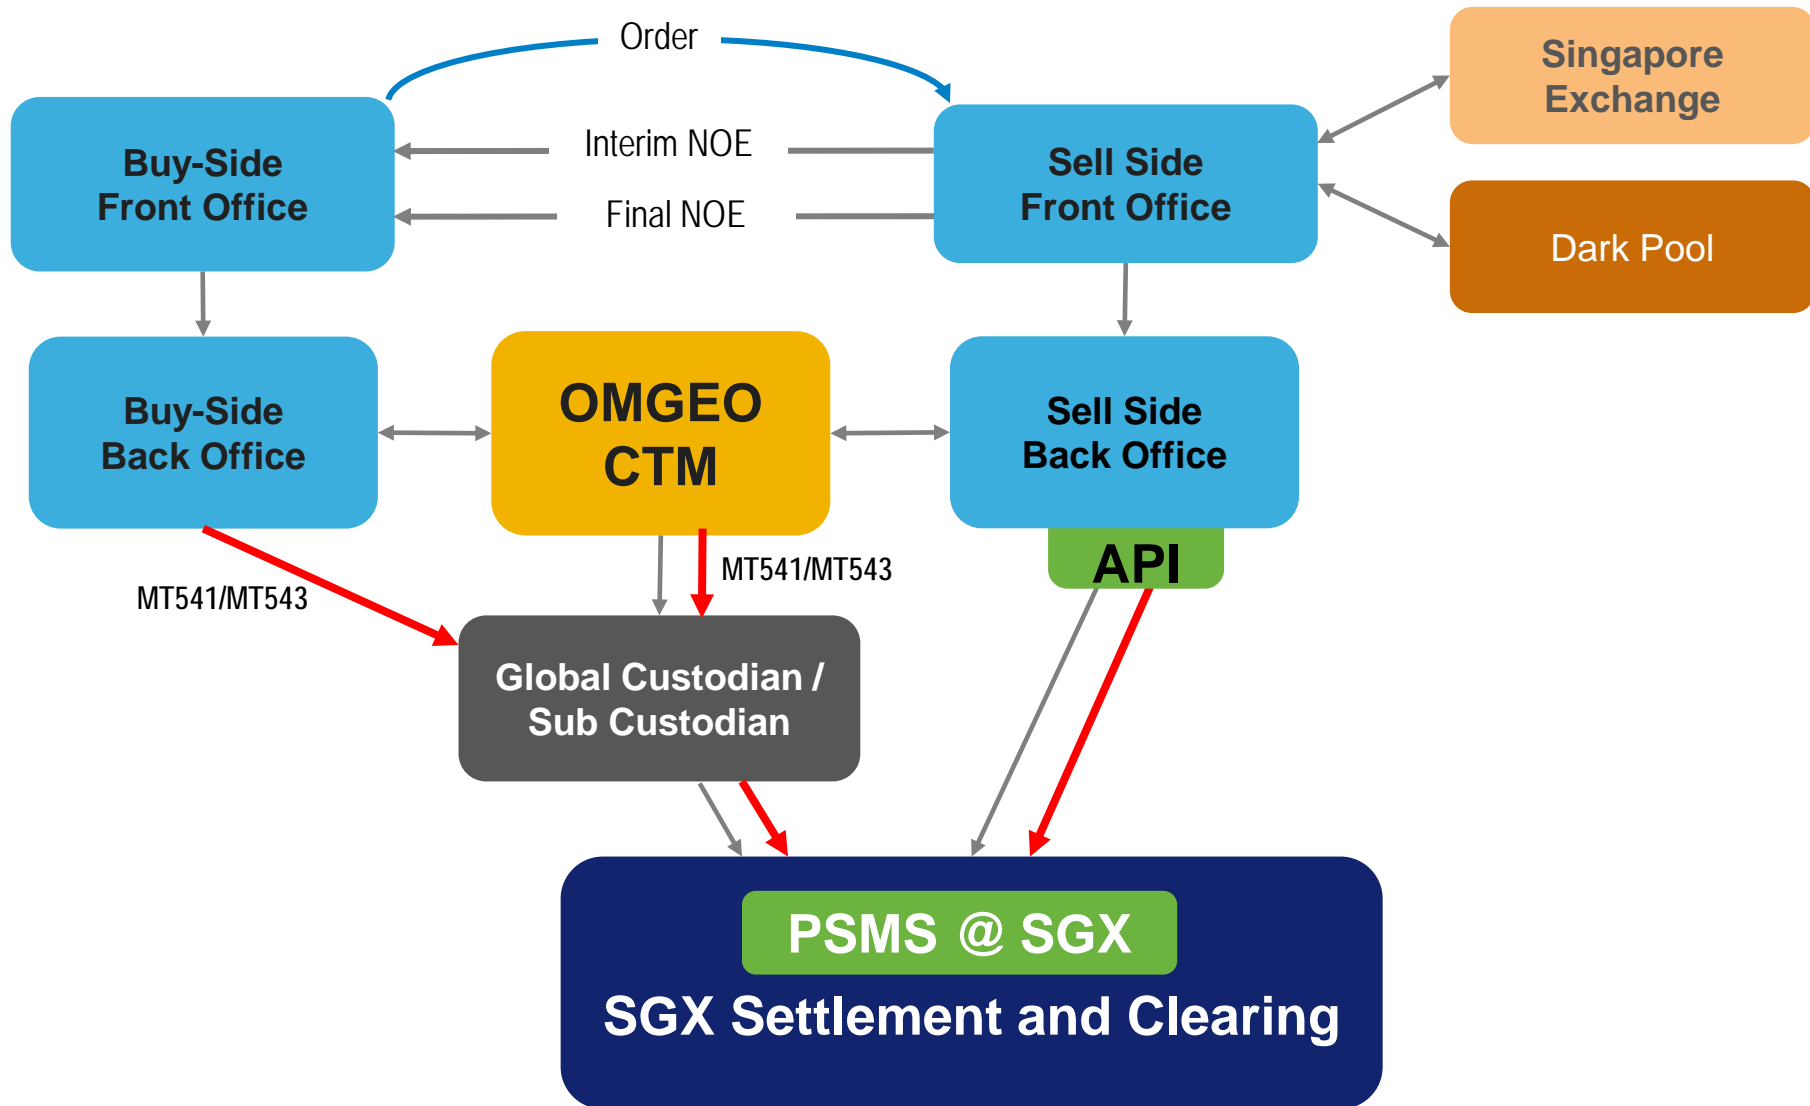 Order
Singapore
Exchange
Interim NOE
Buy-Side
Front Office
Sell Side
Front Office
Final NOE
Dark Pool
Buy-Side
Back Office
OMGEO
CTM
Sell Side
Back Office
API
MT541/MT543
MT541/MT543
Global Custodian /
Sub Custodian
PSMS @ SGX
SGX Settlement and Clearing